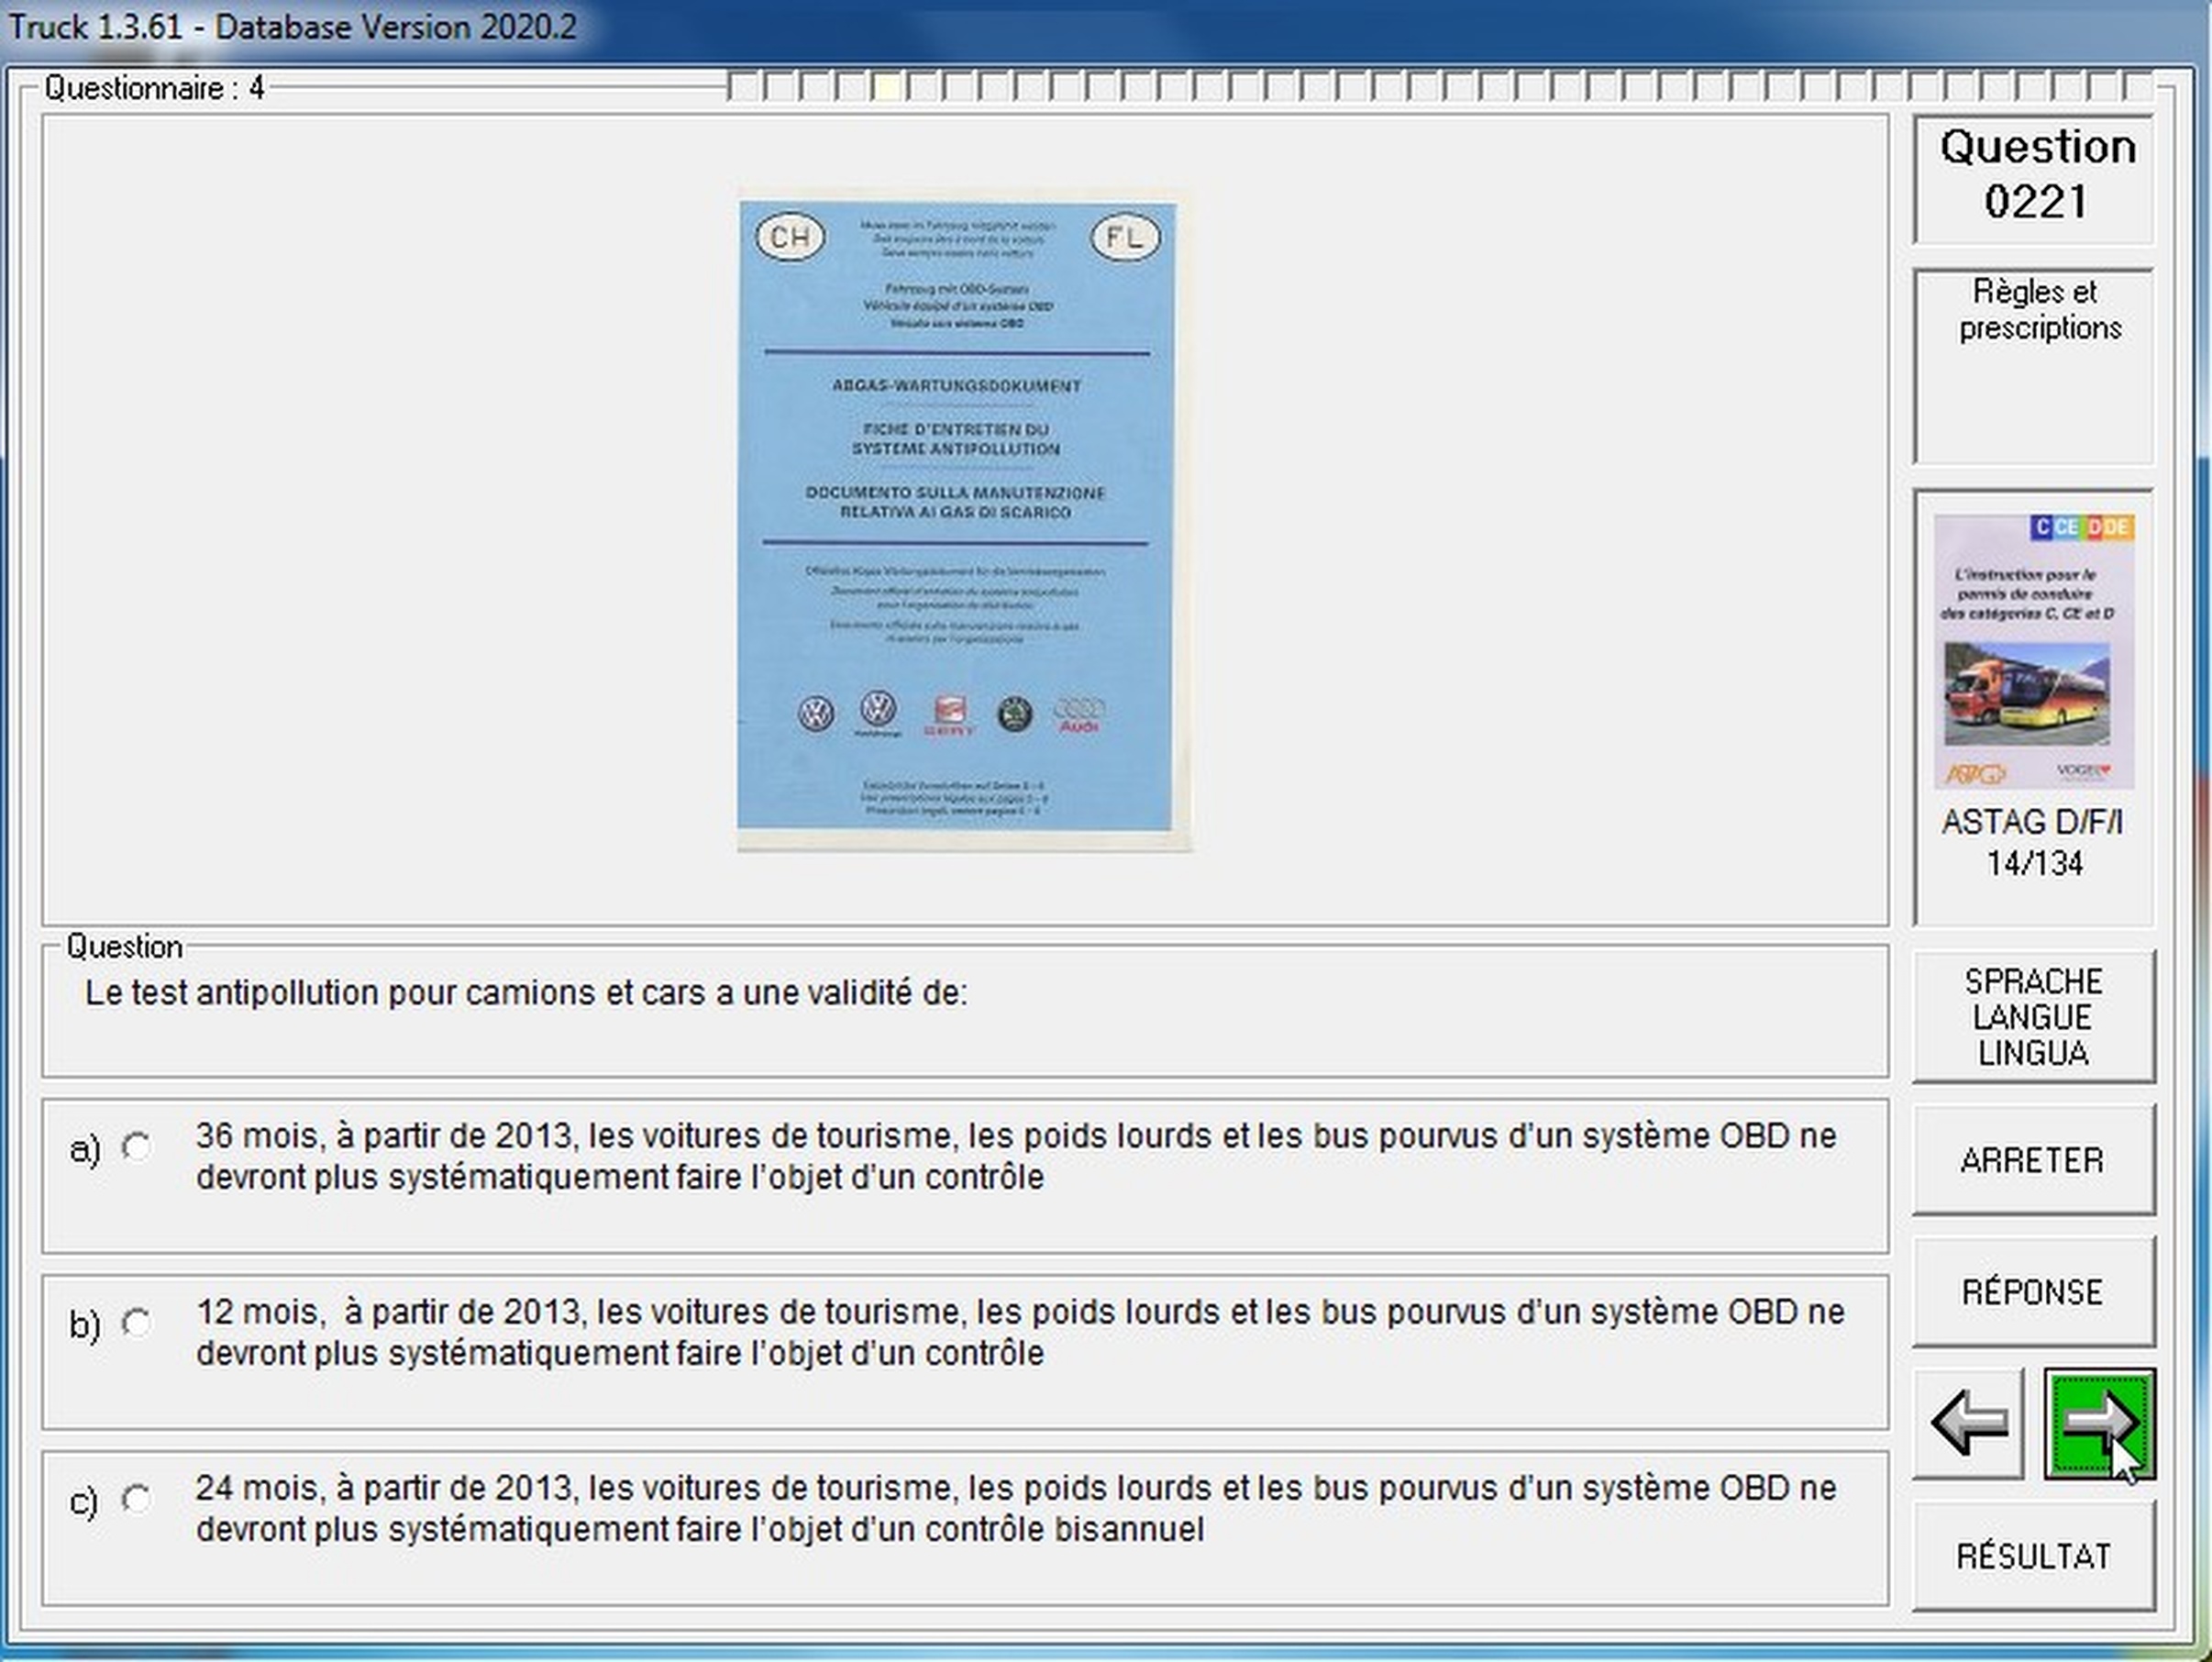 Truck 1.3.61 - Database Version 2020.2
Questionnaire : 4
CH
FL
Fahrzeug mit OBD-System
Véhicule équipé d'un système OBD
Veicolo con sistema OBD
ABGAS-WARTUNGSDOKUMENT
FICHE D'ENTRETIEN DU
SYSTEME ANTIPOLLUTION
DOCUMENTO SULLA MANUTENZIONE
RELATIVA AI GAS DI SCARICO
SEAT
Audi
Question
0221
Règles et
prescriptions
C CE D DE
L'instruction pour le
permis de conduire
des catégories C, CE et D
ASTAG
VOGEL
ASTAG D/F/I
14/134
Question
Le test antipollution pour camions et cars a une validité de:
a) 36 mois, à partir de 2013, les voitures de tourisme, les poids lourds et les bus pourvus d'un système OBD ne
devront plus systématiquement faire l'objet d'un contrôle
b) 12 mois,  à partir de 2013, les voitures de tourisme, les poids lourds et les bus pourvus d'un système OBD ne
devront plus systématiquement faire l'objet d'un contrôle
c) 24 mois, à partir de 2013, les voitures de tourisme, les poids lourds et les bus pourvus d'un système OBD ne
devront plus systématiquement faire l'objet d'un contrôle bisannuel
SPRACHE
LANGUE
LINGUA
ARRETER
RÉPONSE
RÉSULTAT